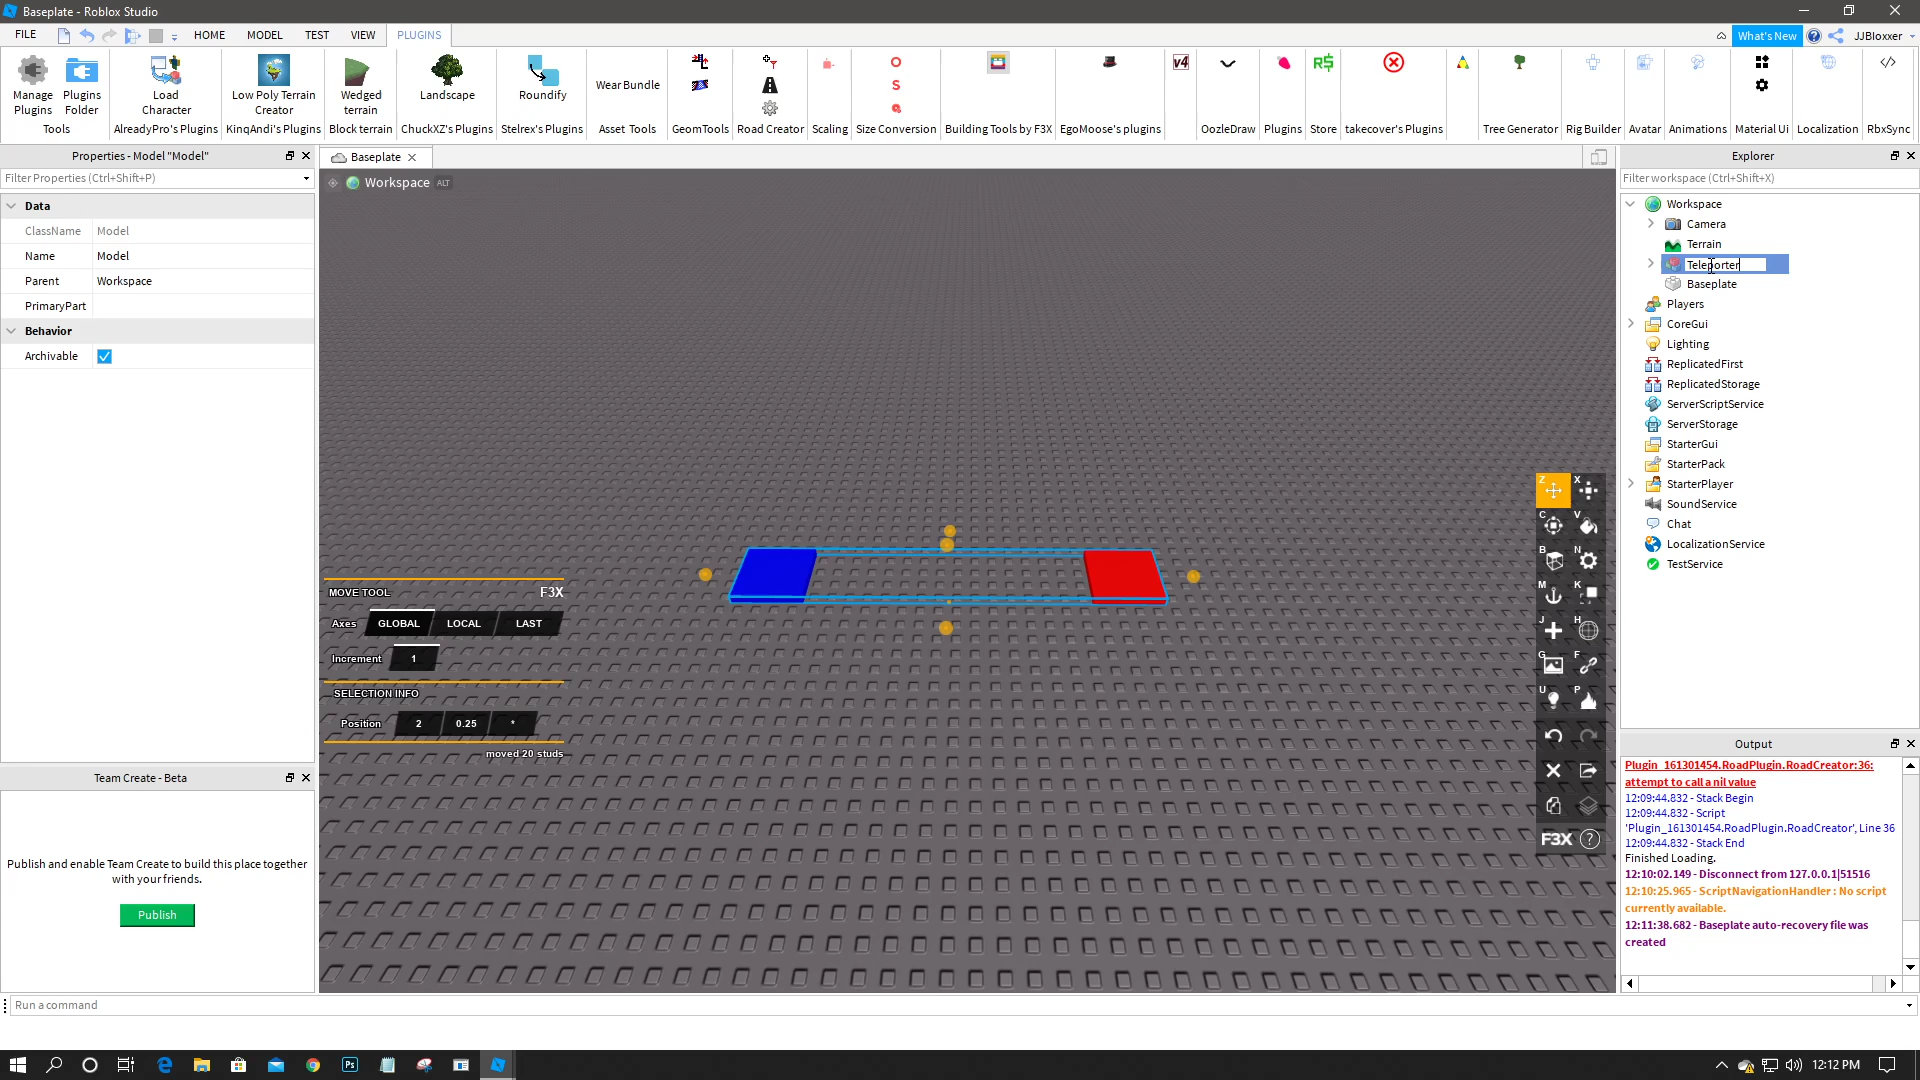 Baseplate - Roblox Studio
FILE HOME MODEL TEST VIEW PLUGINS What's New JJBloxxer
Manage Plugins Plugins Folder Load Character Low Poly Terrain Creator Wedged terrain Landscape Roundify Wear Bundle S v4 R$
Tools AlreadyPro's Plugins KinqAndi's Plugins Block terrain ChuckXZ's Plugins Stelrex's Plugins Asset Tools GeomTools Road Creator Scaling Size Conversion Building Tools by F3X EgoMoose's plugins OozleDraw Plugins Store takecover's Plugins Tree Generator Rig Builder Avatar Animations Material Ui Localization RbxSync
Properties - Model "Model"
Filter Properties (Ctrl+Shift+P)
Data
ClassName Model
Name Model
Parent Workspace
PrimaryPart
Behavior
Archivable
Team Create - Beta
Publish and enable Team Create to build this place together
with your friends.
Publish
Baseplate
Workspace ALT
MOVE TOOL F3X
Axes GLOBAL LOCAL LAST
Increment 1
SELECTION INFO
Position 2 0.25 *
moved 20 studs
Z X
C V
B N
M K
J H
G F
U P
F3X ?
Explorer
Filter workspace (Ctrl+Shift+X)
Workspace
Camera
Terrain
Teleporter
Baseplate
Players
CoreGui
Lighting
ReplicatedFirst
ReplicatedStorage
ServerScriptService
ServerStorage
StarterGui
StarterPack
StarterPlayer
SoundService
Chat
LocalizationService
TestService
Output
Plugin_161301454.RoadPlugin.RoadCreator:36:
attempt to call a nil value
12:09:44.832 - Stack Begin
12:09:44.832 - Script
'Plugin_161301454.RoadPlugin.RoadCreator', Line 36
12:09:44.832 - Stack End
Finished Loading.
12:10:02.149 - Disconnect from 127.0.0.1|51516
12:10:25.965 - ScriptNavigationHandler : No script
currently available.
12:11:38.682 - Baseplate auto-recovery file was
created
Run a command
12:12 PM